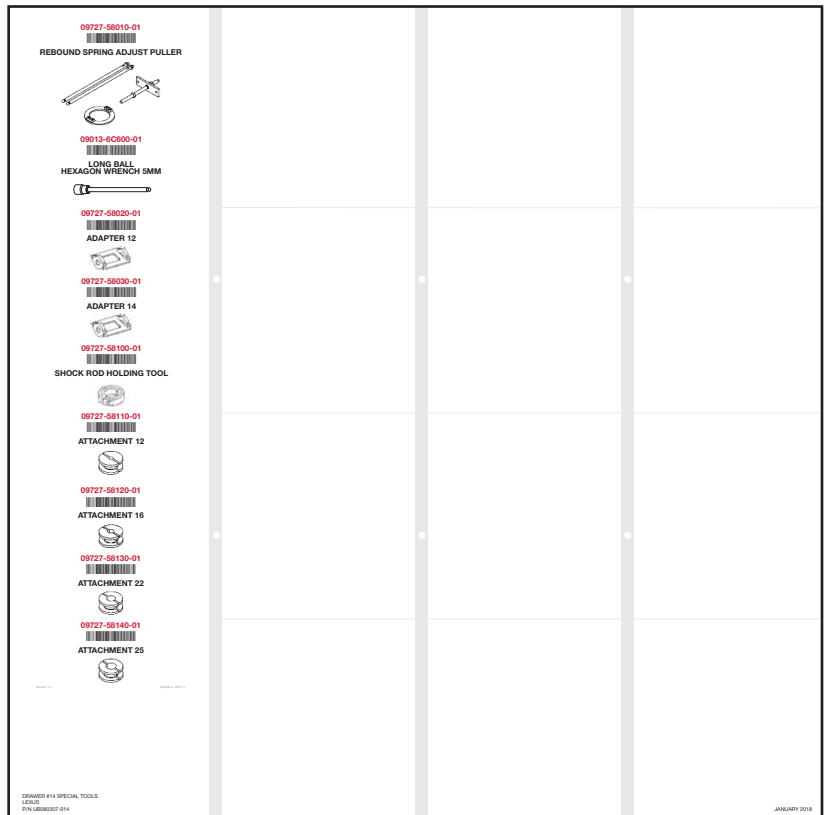 09727-58010-01
REBOUND SPRING ADJUST PULLER
09013-6C600-01
LONG BALL
HEXAGON WRENCH 5MM
09727-58020-01
ADAPTER 12
09727-58030-01
ADAPTER 14
09727-58100-01
SHOCK ROD HOLDING TOOL
09727-58110-01
ATTACHMENT 12
09727-58120-01
ATTACHMENT 16
09727-58130-01
ATTACHMENT 22
09727-58140-01
ATTACHMENT 25
DRAWER #14 SPECIAL TOOLS
LEXUS
P/N UB080307-014
JANUARY 2018